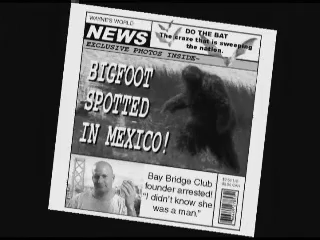 WAYNE'S WORLD
NEWS
DO THE BAT
The craze that is sweeping
the nation.
EXCLUSIVE PHOTOS INSIDE-
BIGFOOT
SPOTTED
IN MEXICO!
Bay Bridge Club
founder arrested!
"I didn't know she
was a man."